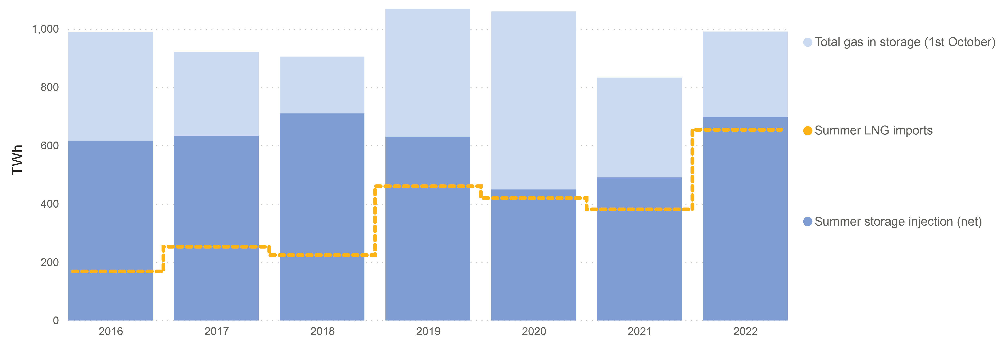 1,000
800
600
400
200
0
TWh
2016 2017 2018 2019 2020 2021 2022
Total gas in storage (1st October)
Summer LNG imports
Summer storage injection (net)